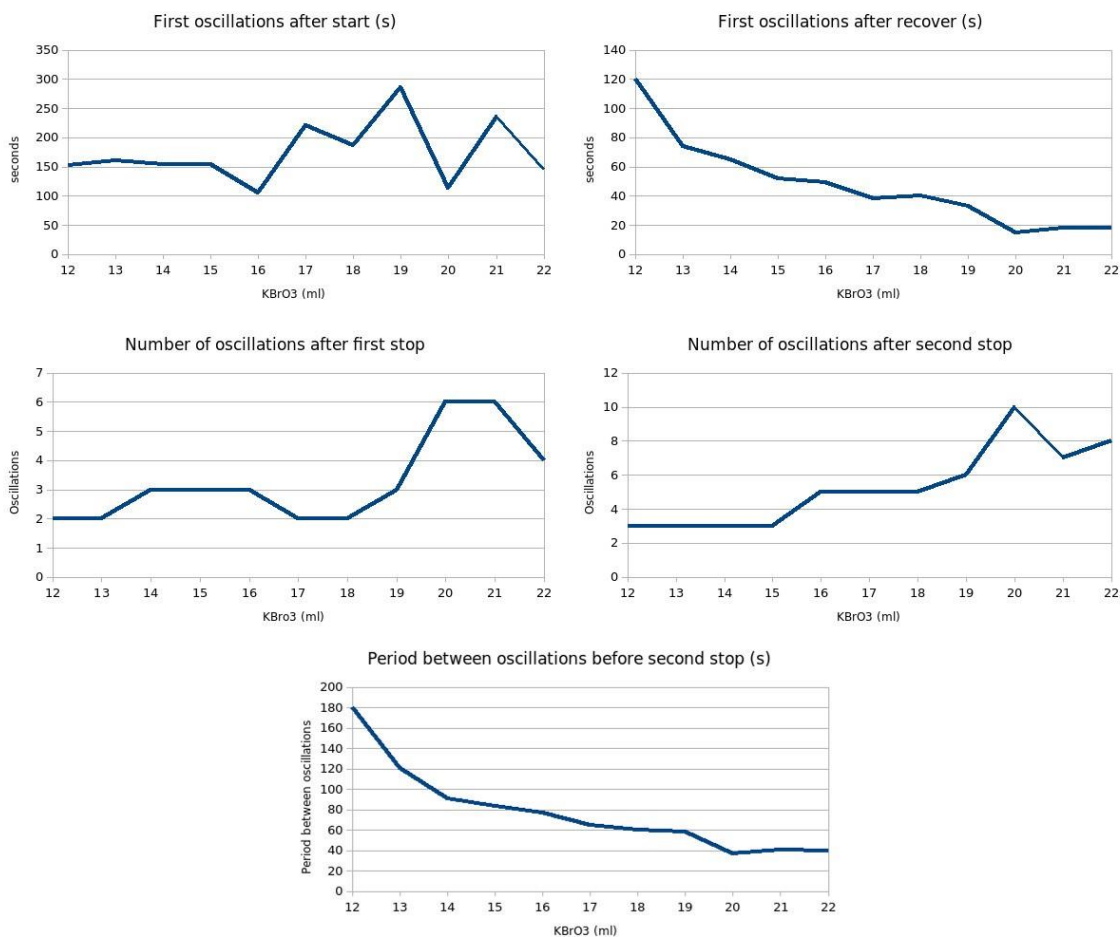 First oscillations after start (s)
350
300
250
200
150
100
50
0
seconds
12 13 14 15 16 17 18 19 20 21 22
KBrO3 (ml)
First oscillations after recover (s)
140
120
100
80
60
40
20
0
seconds
12 13 14 15 16 17 18 19 20 21 22
KBrO3 (ml)
Number of oscillations after first stop
7
6
5
4
3
2
1
0
Oscillations
12 13 14 15 16 17 18 19 20 21 22
KBro3 (ml)
Number of oscillations after second stop
12
10
8
6
4
2
0
Oscillations
12 13 14 15 16 17 18 19 20 21 22
KBrO3 (ml)
Period between oscillations before second stop (s)
200
180
160
140
120
100
80
60
40
20
0
Period between oscillations
12 13 14 15 16 17 18 19 20 21 22
KBrO3 (ml)